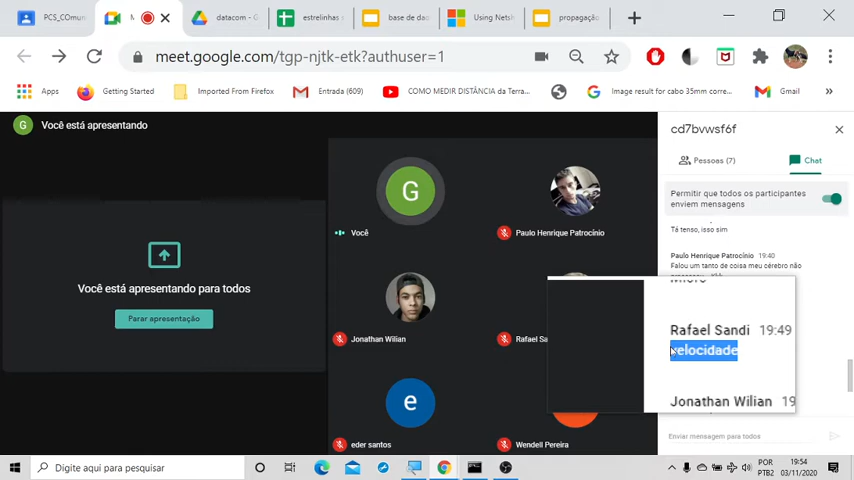 PCS_COmun
M
datacom - G
estrelinhas s
base de dao
Using Netsh
propagação
meet.google.com/tgp-njtk-etk?authuser=1
Apps
Getting Started
Imported From Firefox
Entrada (609)
COMO MEDIR DISTÂNCIA da Terra...
Image result for cabo 35mm corre...
Gmail
»
G
Você está apresentando
cd7bvwsf6f
Pessoas (7)
Chat
Permitir que todos os participantes
enviem mensagens
Tá tenso, isso sim
Paulo Henrique Patrocínio 19:40
Falou um tanto de coisa meu cérebro não
G
Você
Paulo Henrique Patrocínio
Você está apresentando para todos
Parar apresentação
Jonathan Wilian
Rafael Sa
Rafael Sandi 19:49
velocidade
Jonathan Wilian 19
e
eder santos
Wendell Pereira
Enviar mensagem para todos
Digite aqui para pesquisar
POR
PTB2
19:54
03/11/2020